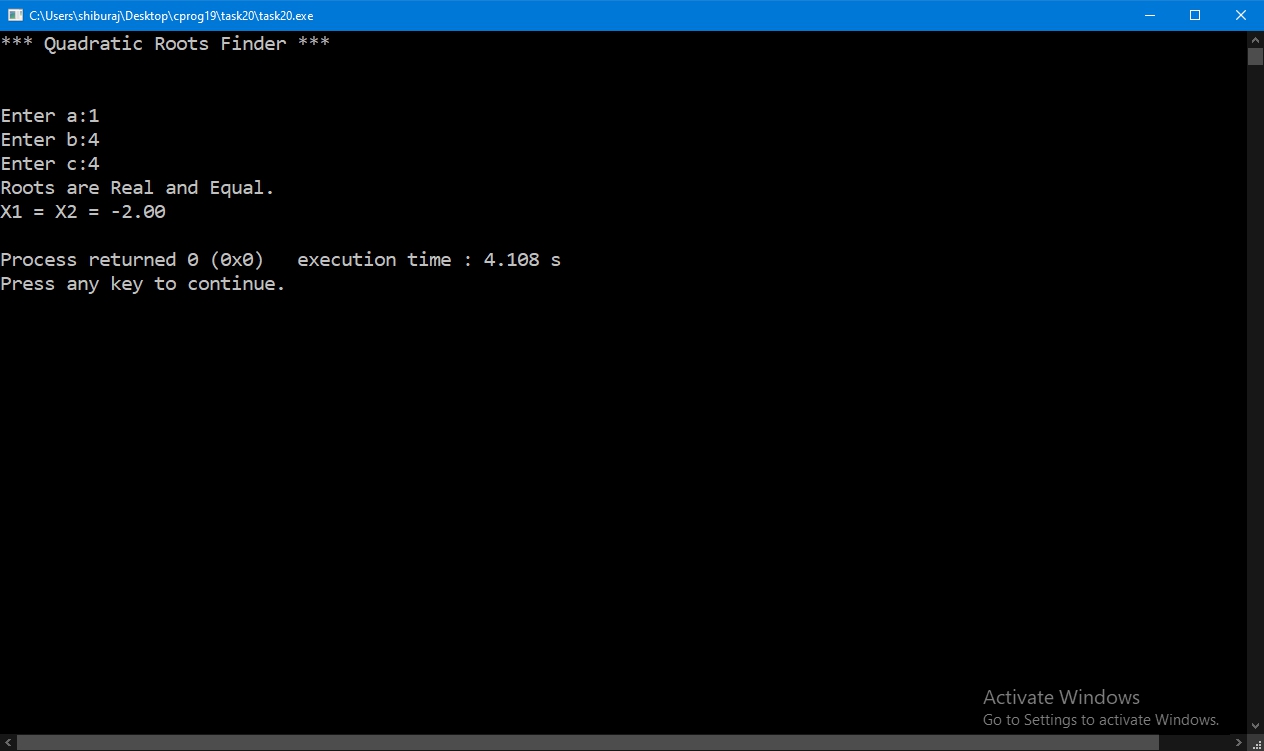 C:\Users\shiburaj\Desktop\cprog19\task20\task20.exe
*** Quadratic Roots Finder ***
Enter a:1
Enter b:4
Enter c:4
Roots are Real and Equal.
X1 = X2 = -2.00
Process returned 0 (0x0)   execution time : 4.108 s
Press any key to continue.
Activate Windows
Go to Settings to activate Windows.